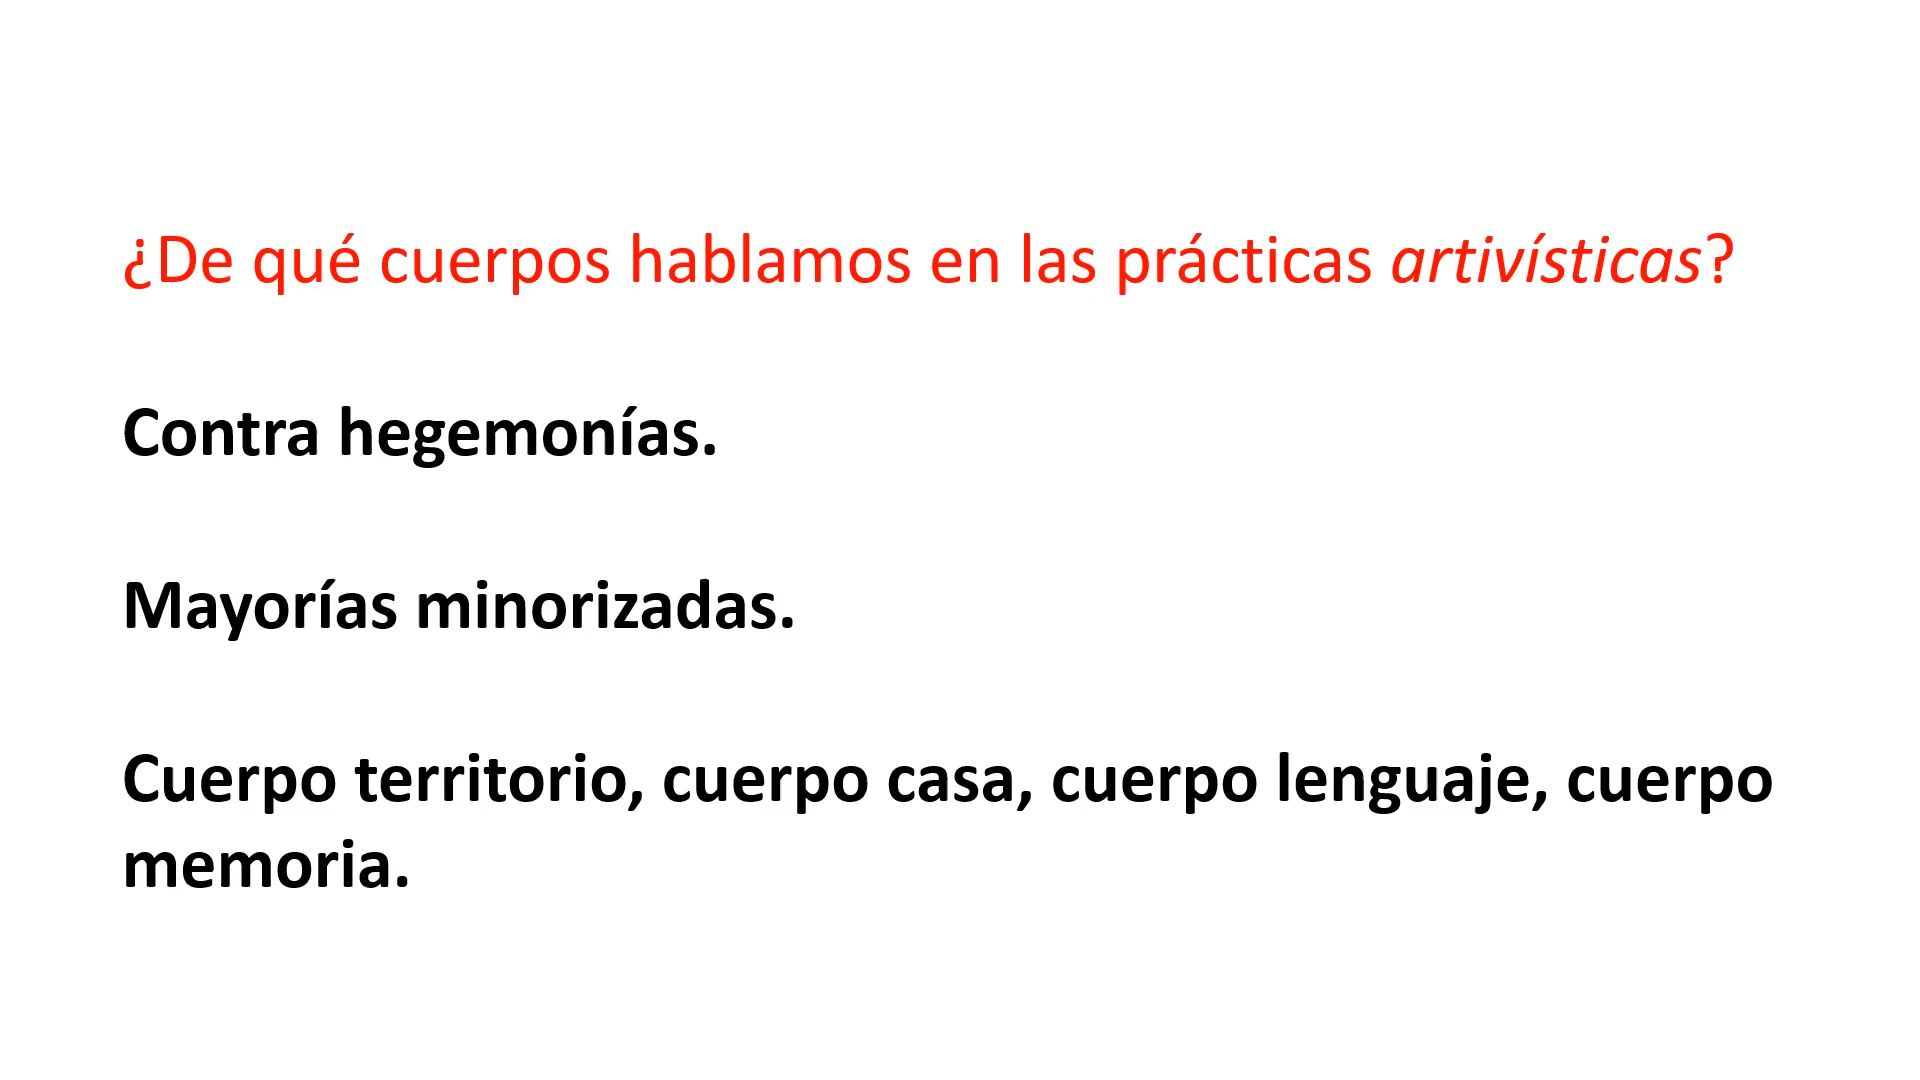 ¿De qué cuerpos hablamos en las prácticas artivísticas?
Contra hegemonías.
Mayorías minorizadas.
Cuerpo territorio, cuerpo casa, cuerpo lenguaje, cuerpo
memoria.